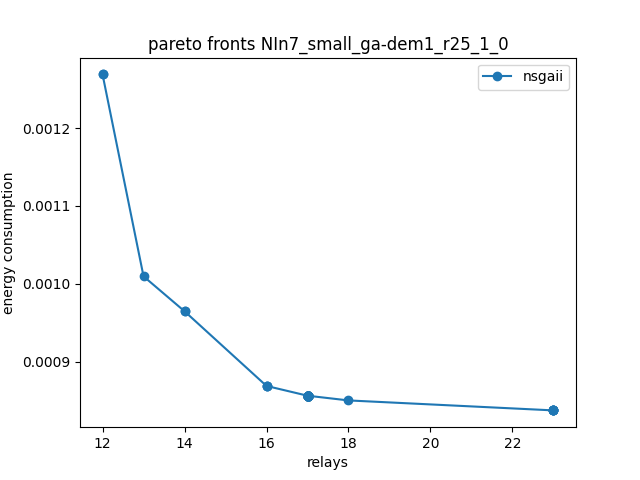 pareto fronts NIn7_small_ga-dem1_r25_1_0
nsgaii
energy consumption
0.0012
0.0011
0.0010
0.0009
12 14 16 18 20 22
relays